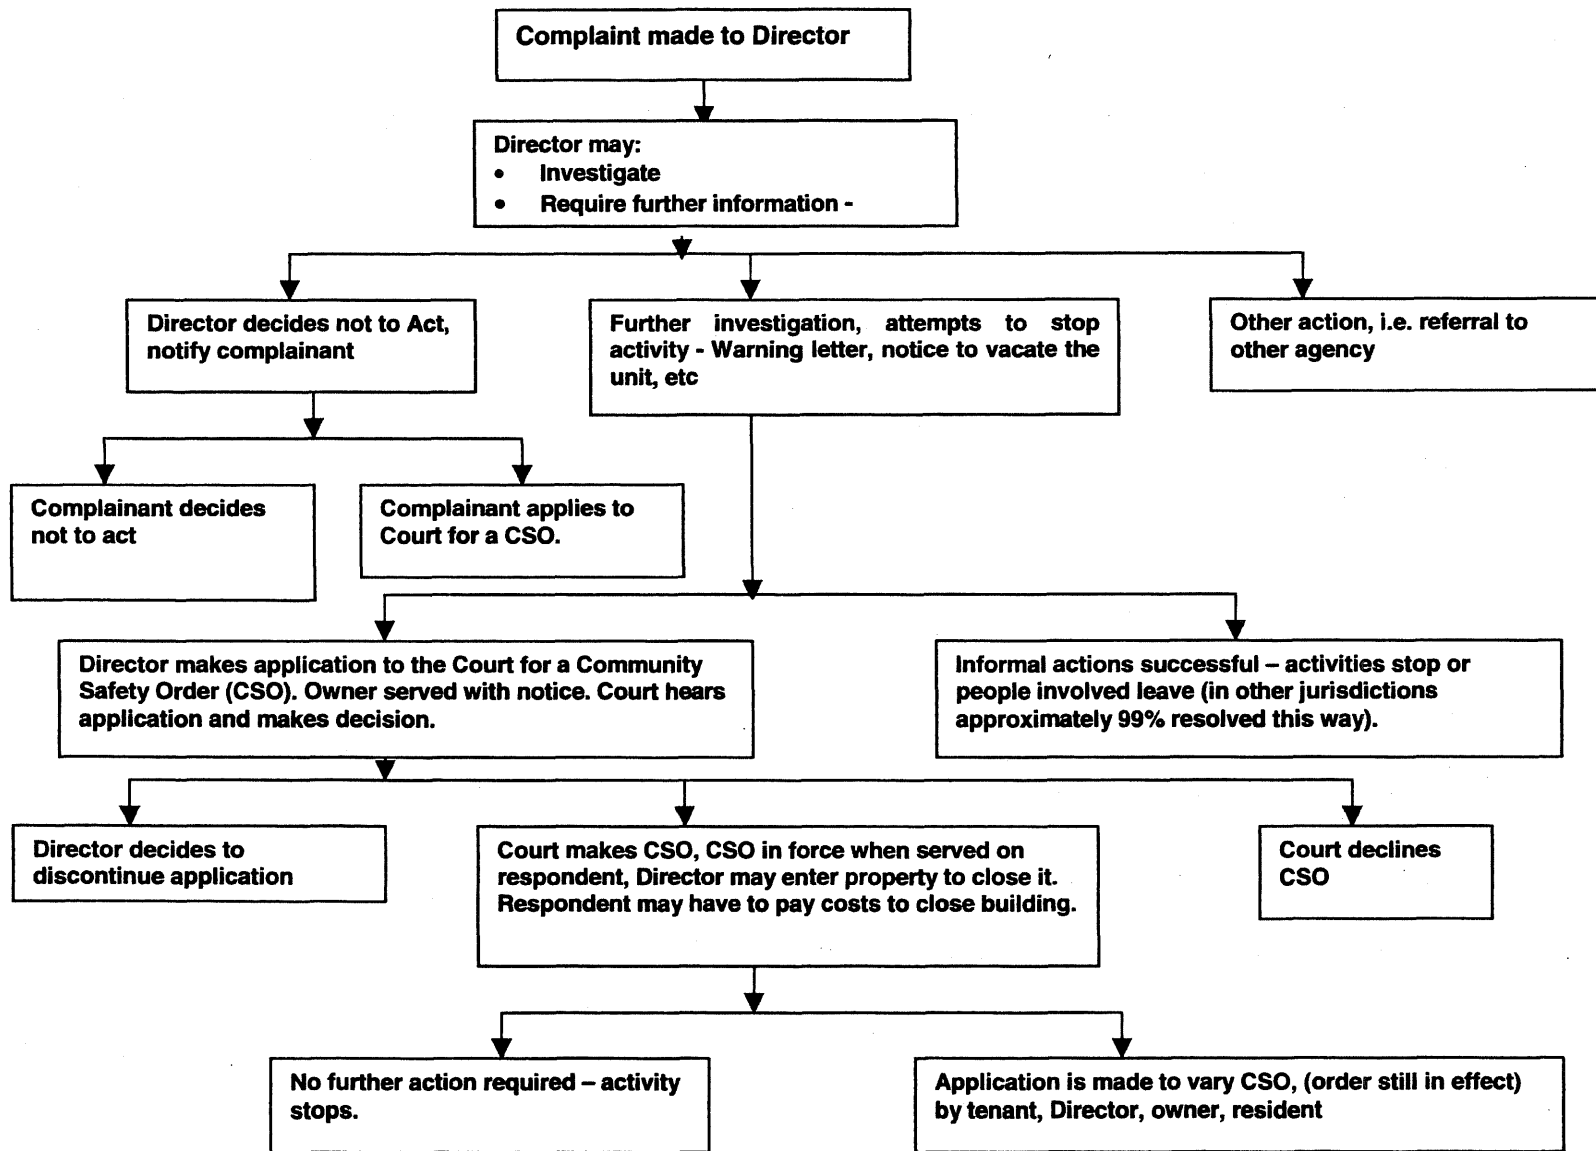 Complaint made to Director
Director may:
• Investigate
• Require further information -
Director decides not to Act,
notify complainant
Further investigation, attempts to stop
activity - Warning letter, notice to vacate the
unit, etc
Other action, i.e. referral to
other agency
Complainant decides
not to act
Complainant applies to
Court for a CSO.
Director makes application to the Court for a Community
Safety Order (CSO). Owner served with notice. Court hears
application and makes decision.
Informal actions successful – activities stop or
people involved leave (in other jurisdictions
approximately 99% resolved this way).
Director decides to
discontinue application
Court makes CSO, CSO in force when served on
respondent, Director may enter property to close it.
Respondent may have to pay costs to close building.
Court declines
CSO
No further action required – activity
stops.
Application is made to vary CSO, (order still in effect)
by tenant, Director, owner, resident